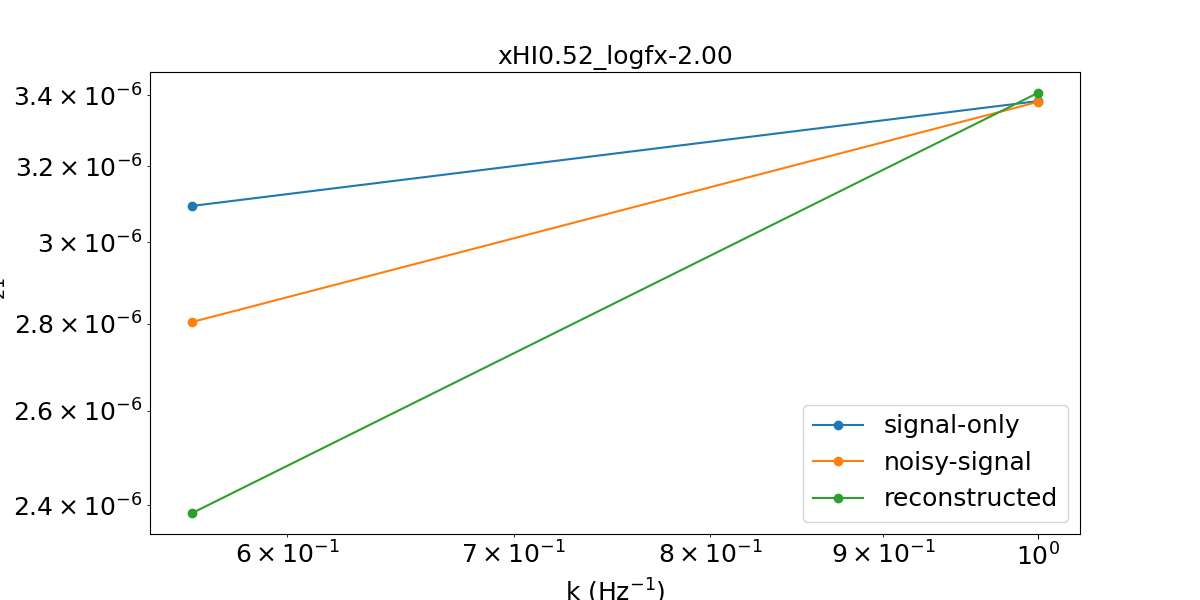 xHI0.52_logfx-2.00
3.4 × 10⁻⁶
3.2 × 10⁻⁶
3 × 10⁻⁶
2.8 × 10⁻⁶
2.6 × 10⁻⁶
2.4 × 10⁻⁶
signal-only
noisy-signal
reconstructed
6 × 10⁻¹ 7 × 10⁻¹ 8 × 10⁻¹ 9 × 10⁻¹ 10⁰
k (Hz⁻¹)